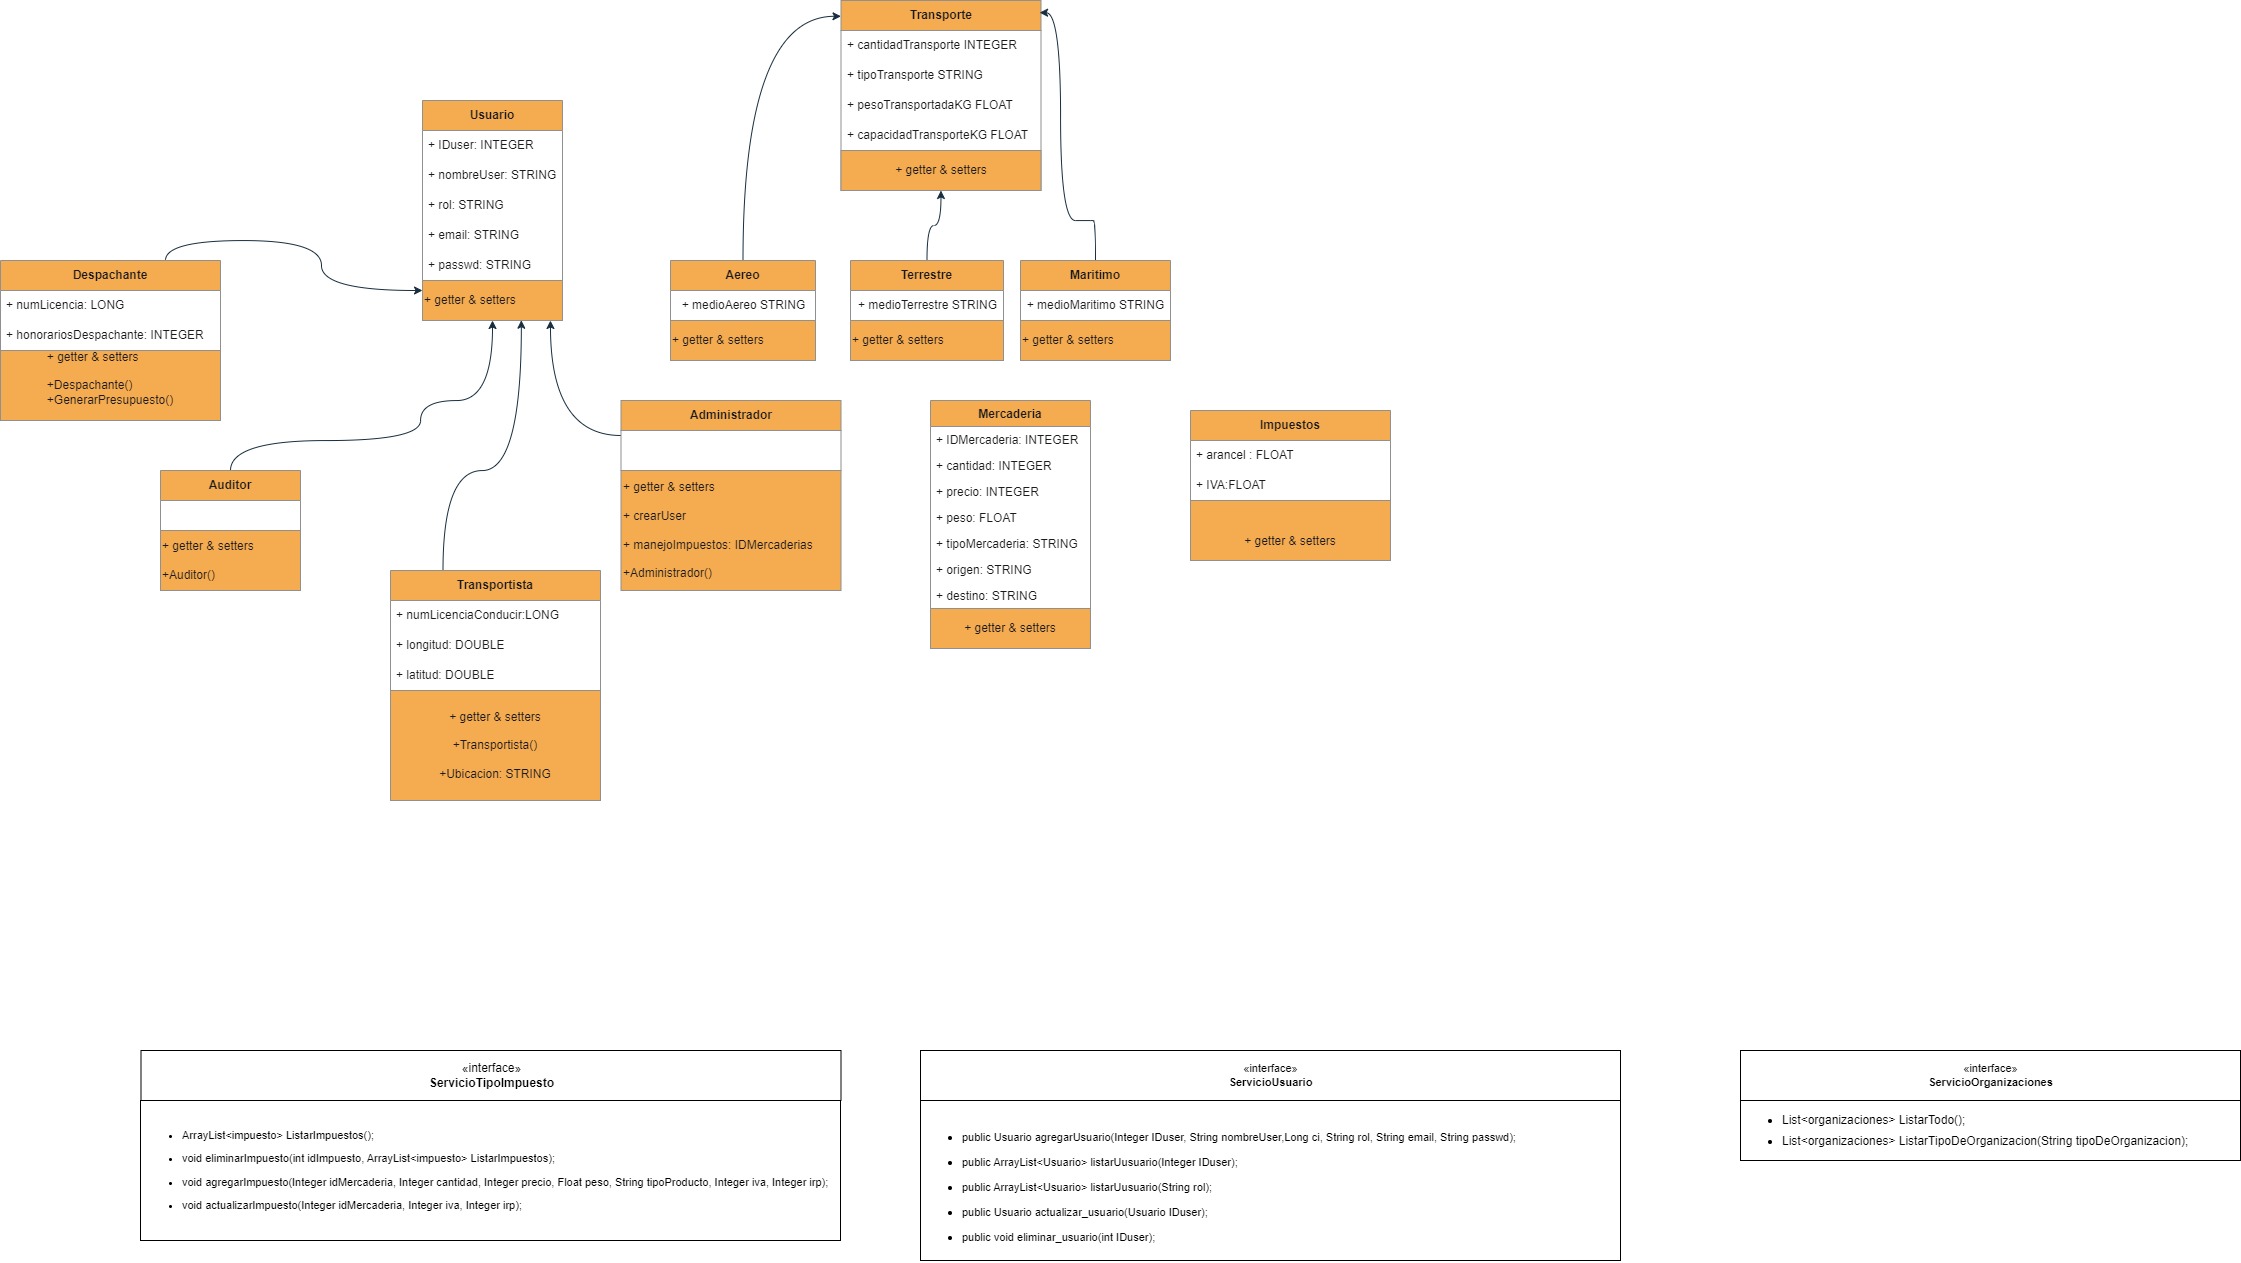 Transporte
+ cantidadTransporte INTEGER
+ tipoTransporte STRING
+ pesoTransportadaKG FLOAT
+ capacidadTransporteKG FLOAT
+ getter & setters
Usuario
+ IDuser: INTEGER
+ nombreUser: STRING
+ rol: STRING
+ email: STRING
+ passwd: STRING
+ getter & setters
Despachante
+ numLicencia: LONG
+ honorariosDespachante: INTEGER
+ getter & setters
+Despachante()
+GenerarPresupuesto()
Aereo
+ medioAereo STRING
+ getter & setters
Terrestre
+ medioTerrestre STRING
+ getter & setters
Maritimo
+ medioMaritimo STRING
+ getter & setters
Auditor
+ getter & setters
+Auditor()
Transportista
+ numLicenciaConducir:LONG
+ longitud: DOUBLE
+ latitud: DOUBLE
+ getter & setters
+Transportista()
+Ubicacion: STRING
Administrador
+ getter & setters
+ crearUser
+ manejoImpuestos: IDMercaderias
+Administrador()
Mercaderia
+ IDMercaderia: INTEGER
+ cantidad: INTEGER
+ precio: INTEGER
+ peso: FLOAT
+ tipoMercaderia: STRING
+ origen: STRING
+ destino: STRING
+ getter & setters
Impuestos
+ arancel : FLOAT
+ IVA:FLOAT
+ getter & setters
«interface»
ServicioTipoImpuesto
• ArrayList<impuesto> ListarImpuestos();
• void eliminarImpuesto(int idImpuesto, ArrayList<impuesto> ListarImpuestos);
• void agregarImpuesto(Integer idMercaderia, Integer cantidad, Integer precio, Float peso, String tipoProducto, Integer iva, Integer irp);
• void actualizarImpuesto(Integer idMercaderia, Integer iva, Integer irp);
«interface»
ServicioUsuario
• public Usuario agregarUsuario(Integer IDuser, String nombreUser,Long ci, String rol, String email, String passwd);
• public ArrayList<Usuario> listarUusuario(Integer IDuser);
• public ArrayList<Usuario> listarUusuario(String rol);
• public Usuario actualizar_usuario(Usuario IDuser);
• public void eliminar_usuario(int IDuser);
«interface»
ServicioOrganizaciones
• List<organizaciones> ListarTodo();
• List<organizaciones> ListarTipoDeOrganizacion(String tipoDeOrganizacion);